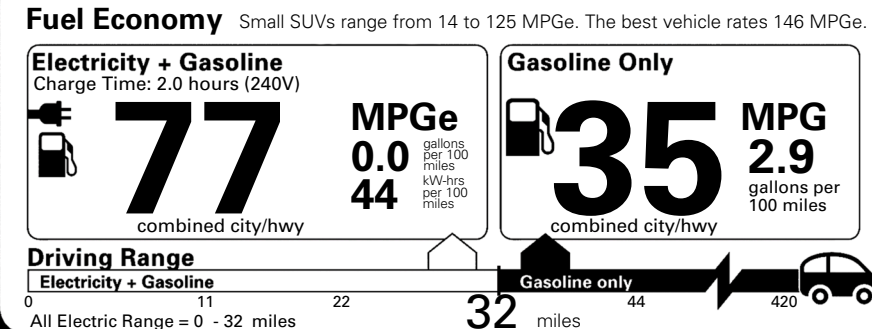 Fuel Economy Small SUVs range from 14 to 125 MPGe. The best vehicle rates 146 MPGe.
Electricity + Gasoline
Charge Time: 2.0 hours (240V)
77
MPGe
0.0 gallons per 100 miles
44 kW-hrs per 100 miles
combined city/hwy
Gasoline Only
35
MPG
2.9
gallons per
100 miles
combined city/hwy
Driving Range
Electricity + Gasoline Gasoline only
0 11 22 32 miles 44 420
All Electric Range = 0 - 32 miles